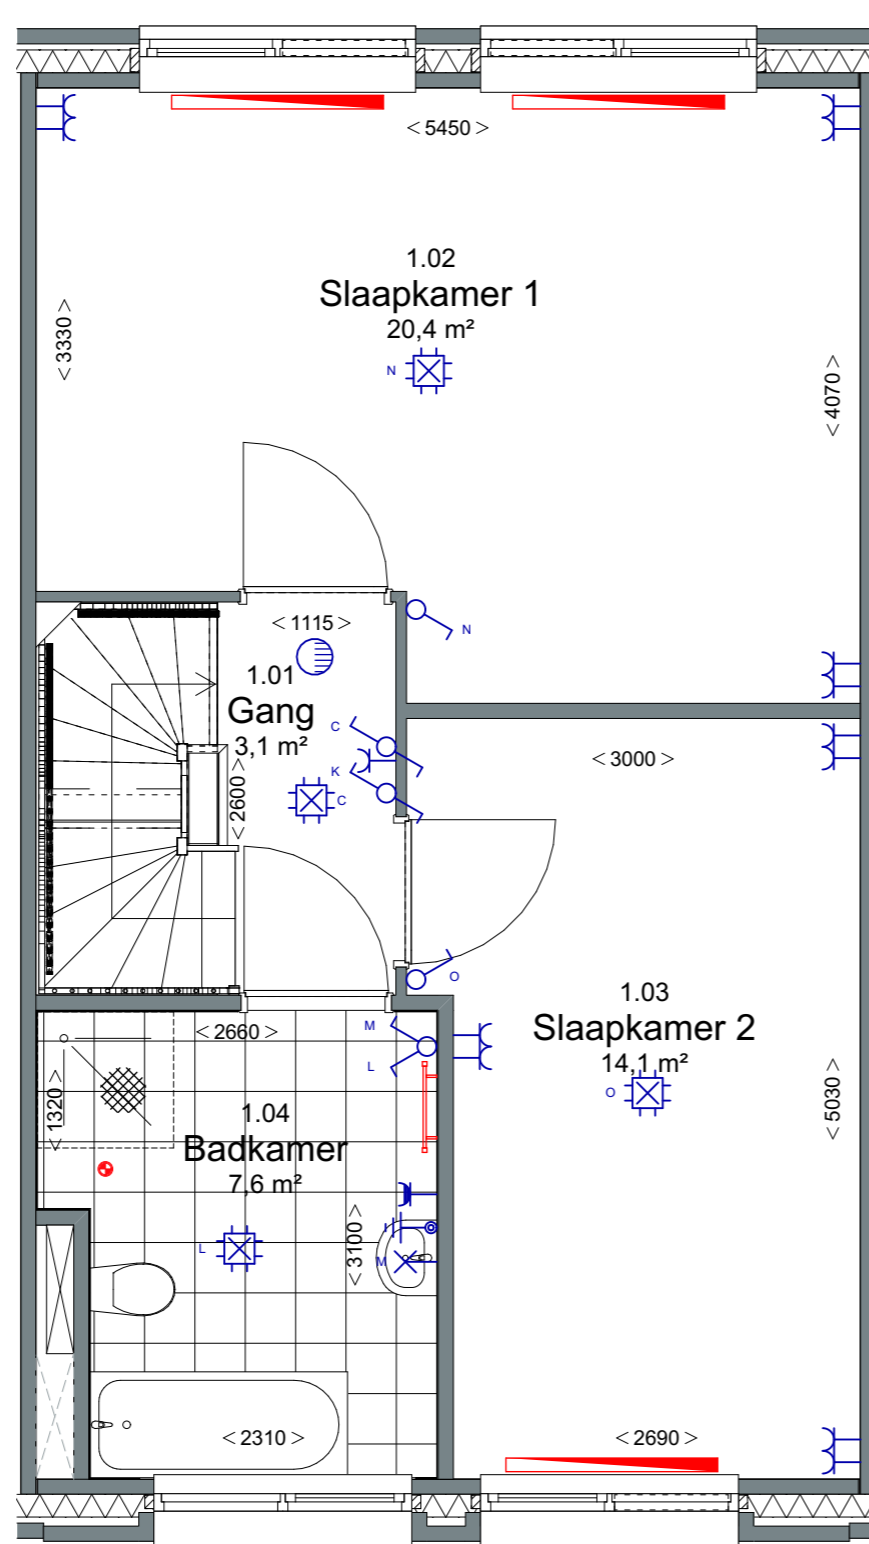 < 5450 >
1.02
Slaapkamer 1
20,4 m²
< 3330 >
< 4070 >
N
N
< 1115 >
1.01
Gang
3,1 m²
C
K
C
< 2600 >
< 3000 >
O
1.03
Slaapkamer 2
14,1 m²
O
< 5030 >
< 2660 >
M
L
< 1320 >
1.04
Badkamer
7,6 m²
L
< 3100 >
M
< 2310 >
< 2690 >